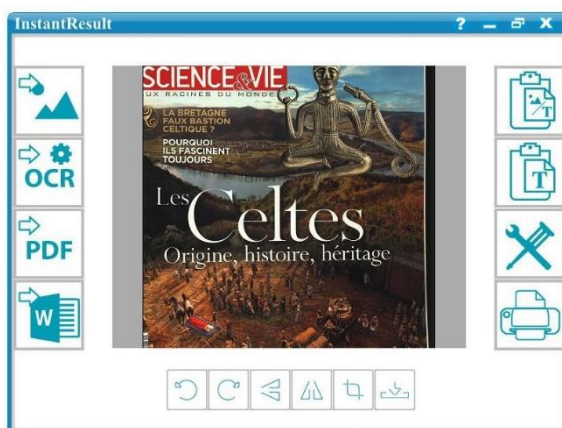 InstantResult
?
SCIENCE & VIE
UX RACINES DU MONDE
LA BRETAGNE
FAUX BASTION
CELTIQUE ?
POURQUOI
ILS FASCINENT
TOUJOURS
Les
Celtes
Origine, histoire, héritage
OCR
PDF
W
T
T